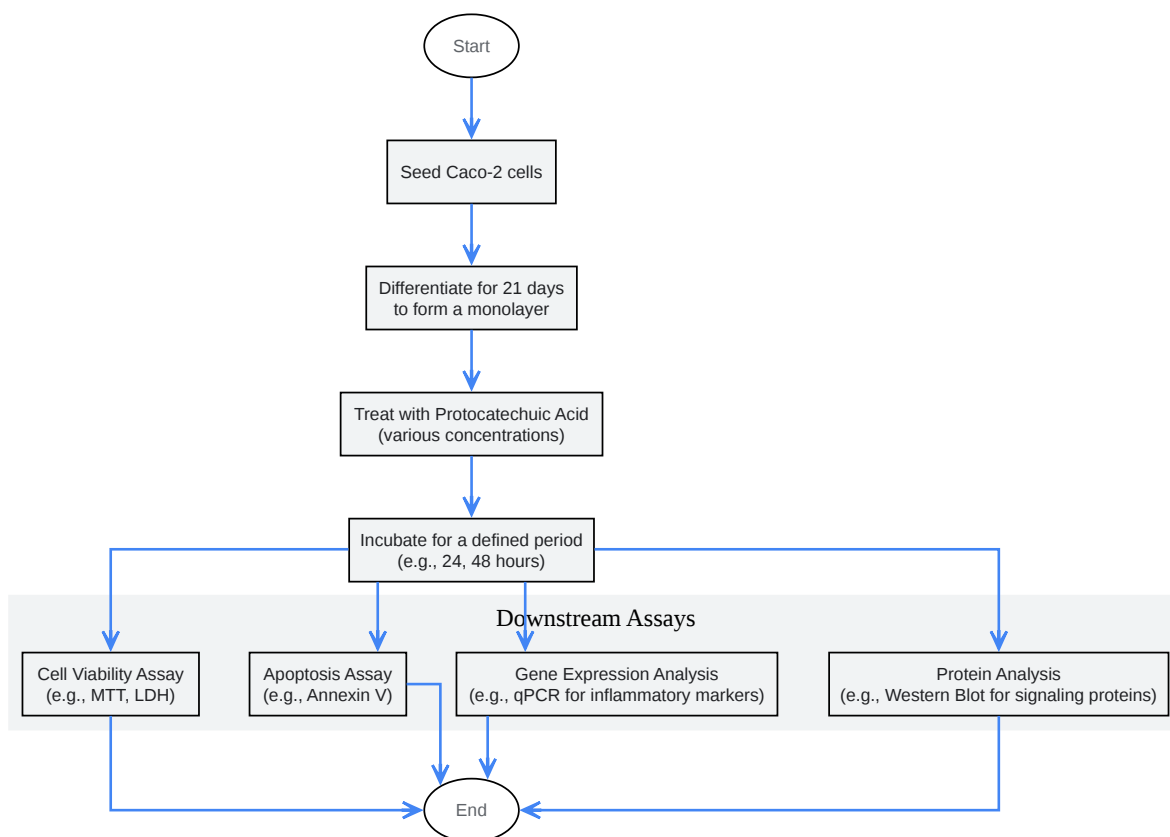 Start
Seed Caco-2 cells
Differentiate for 21 days
to form a monolayer
Treat with Protocatechuic Acid
(various concentrations)
Incubate for a defined period
(e.g., 24, 48 hours)
Downstream Assays
Cell Viability Assay
(e.g., MTT, LDH)
Apoptosis Assay
(e.g., Annexin V)
Gene Expression Analysis
(e.g., qPCR for inflammatory markers)
Protein Analysis
(e.g., Western Blot for signaling proteins)
End